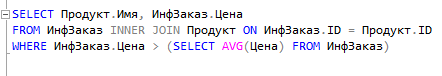 SELECT Продукт.Имя, ИнфЗаказ.Цена
FROM ИнфЗаказ INNER JOIN Продукт ON ИнфЗаказ.ID = Продукт.ID
WHERE ИнфЗаказ.Цена > (SELECT AVG(Цена) FROM ИнфЗаказ)